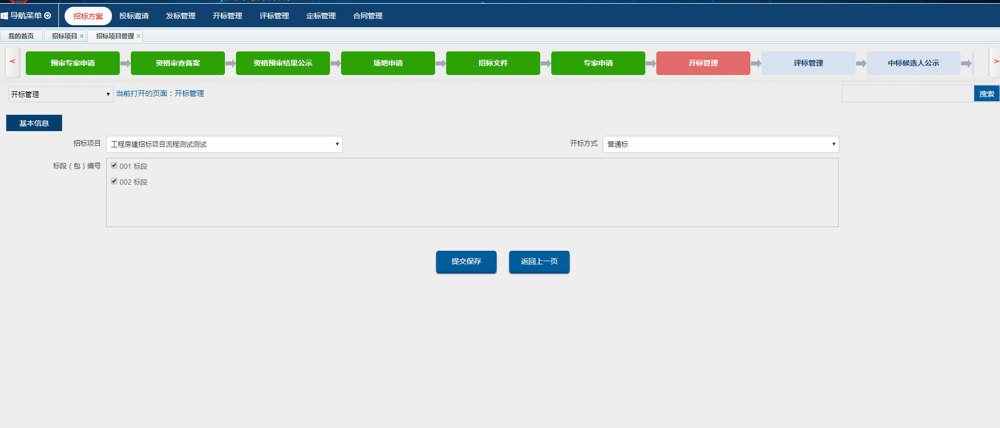 导航菜单 招标方案 投标邀请 发标管理 开标管理 评标管理 定标管理 合同管理
我的首页 招标项目 × 招标项目管理 ×
< 预审专家申请 资格审查备案 资格预审结果公示 场地申请 招标文件 专家申请 开标管理 评标管理 中标候选人公示 >
开标管理 当前打开的页面：开标管理 搜索
基本信息
招标项目 工程房建招标项目流程测试测试 开标方式 普通标
标段（包）编号 001 标段
002 标段
提交保存 返回上一页